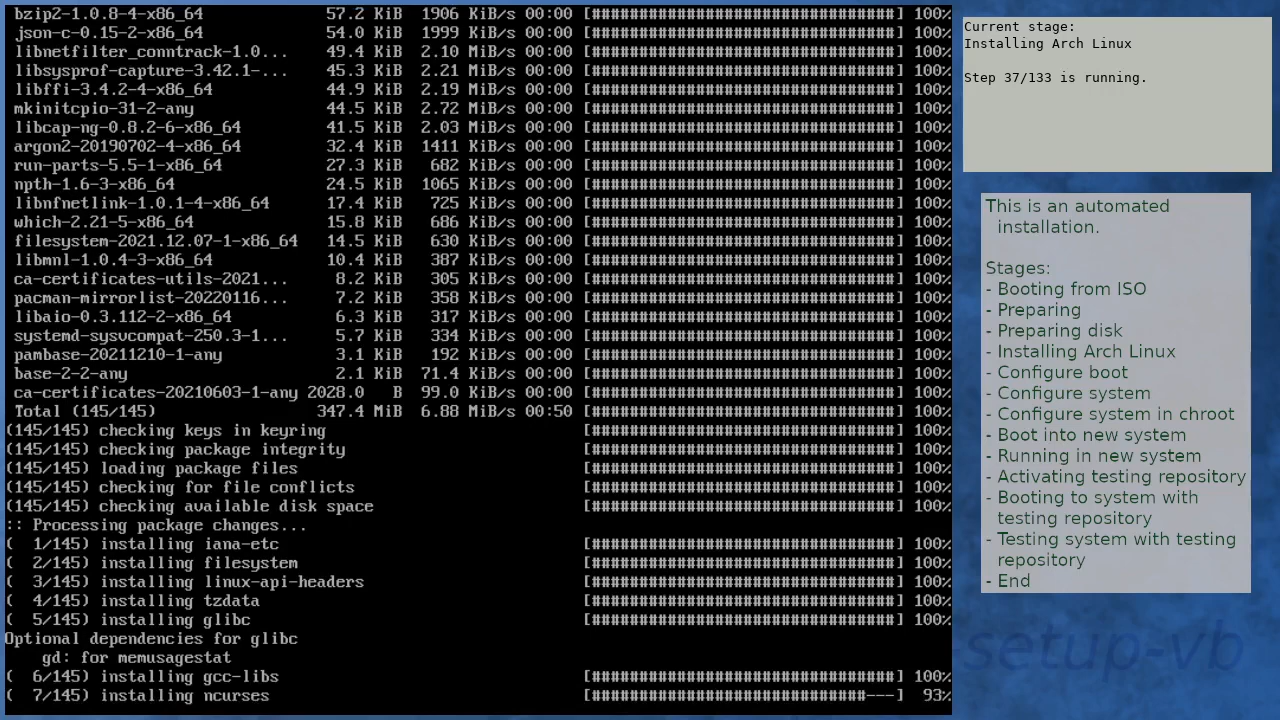 bzip2-1.0.8-4-x86_64 57.2 KiB 1906 KiB/s 00:00 [################################] 100%
json-c-0.15-2-x86_64 54.0 KiB 1999 KiB/s 00:00 [################################] 100%
libnetfilter_conntrack-1.0... 49.4 KiB 2.10 MiB/s 00:00 [################################] 100%
libsysprof-capture-3.42.1-... 45.3 KiB 2.21 MiB/s 00:00 [################################] 100%
libffi-3.4.2-4-x86_64 44.9 KiB 2.19 MiB/s 00:00 [################################] 100%
mkinitcpio-31-2-any 44.5 KiB 2.72 MiB/s 00:00 [################################] 100%
libcap-ng-0.8.2-6-x86_64 41.5 KiB 2.03 MiB/s 00:00 [################################] 100%
argon2-20190702-4-x86_64 32.4 KiB 1411 KiB/s 00:00 [################################] 100%
run-parts-5.5-1-x86_64 27.3 KiB 682 KiB/s 00:00 [################################] 100%
npth-1.6-3-x86_64 24.5 KiB 1065 KiB/s 00:00 [################################] 100%
libnfnetlink-1.0.1-4-x86_64 17.4 KiB 725 KiB/s 00:00 [################################] 100%
which-2.21-5-x86_64 15.8 KiB 686 KiB/s 00:00 [################################] 100%
filesystem-2021.12.07-1-x86_64 14.5 KiB 630 KiB/s 00:00 [################################] 100%
libmnl-1.0.4-3-x86_64 10.4 KiB 387 KiB/s 00:00 [################################] 100%
ca-certificates-utils-2021... 8.2 KiB 305 KiB/s 00:00 [################################] 100%
pacman-mirrorlist-20220116... 7.2 KiB 358 KiB/s 00:00 [################################] 100%
libaio-0.3.112-2-x86_64 6.3 KiB 317 KiB/s 00:00 [################################] 100%
systemd-sysvcompat-250.3-1... 5.7 KiB 334 KiB/s 00:00 [################################] 100%
pambase-20211210-1-any 3.1 KiB 192 KiB/s 00:00 [################################] 100%
base-2-2-any 2.1 KiB 71.4 KiB/s 00:00 [################################] 100%
ca-certificates-20210603-1-any 2028.0 B 99.0 KiB/s 00:00 [################################] 100%
Total (145/145) 347.4 MiB 6.88 MiB/s 00:50 [################################] 100%
(145/145) checking keys in keyring [################################] 100%
(145/145) checking package integrity [################################] 100%
(145/145) loading package files [################################] 100%
(145/145) checking for file conflicts [################################] 100%
(145/145) checking available disk space [################################] 100%
:: Processing package changes...
( 1/145) installing iana-etc [################################] 100%
( 2/145) installing filesystem [################################] 100%
( 3/145) installing linux-api-headers [################################] 100%
( 4/145) installing tzdata [################################] 100%
( 5/145) installing glibc [################################] 100%
Optional dependencies for glibc
gd: for memusagestat
( 6/145) installing gcc-libs [################################] 100%
( 7/145) installing ncurses [#############################---] 93%
Current stage:
Installing Arch Linux
Step 37/133 is running.
This is an automated
installation.
Stages:
- Booting from ISO
- Preparing
- Preparing disk
- Installing Arch Linux
- Configure boot
- Configure system
- Configure system in chroot
- Boot into new system
- Running in new system
- Activating testing repository
- Booting to system with
testing repository
- Testing system with testing
repository
- End
setup-vb